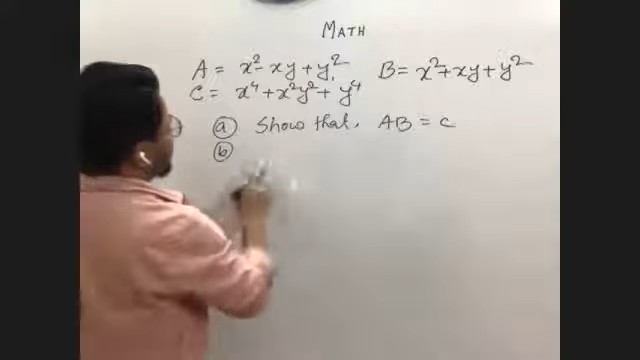 MATH
A = x² - xy + y², B = x² + xy + y²
C = x⁴ + x²y² + y⁴
(a) Show that, AB = C
(b)